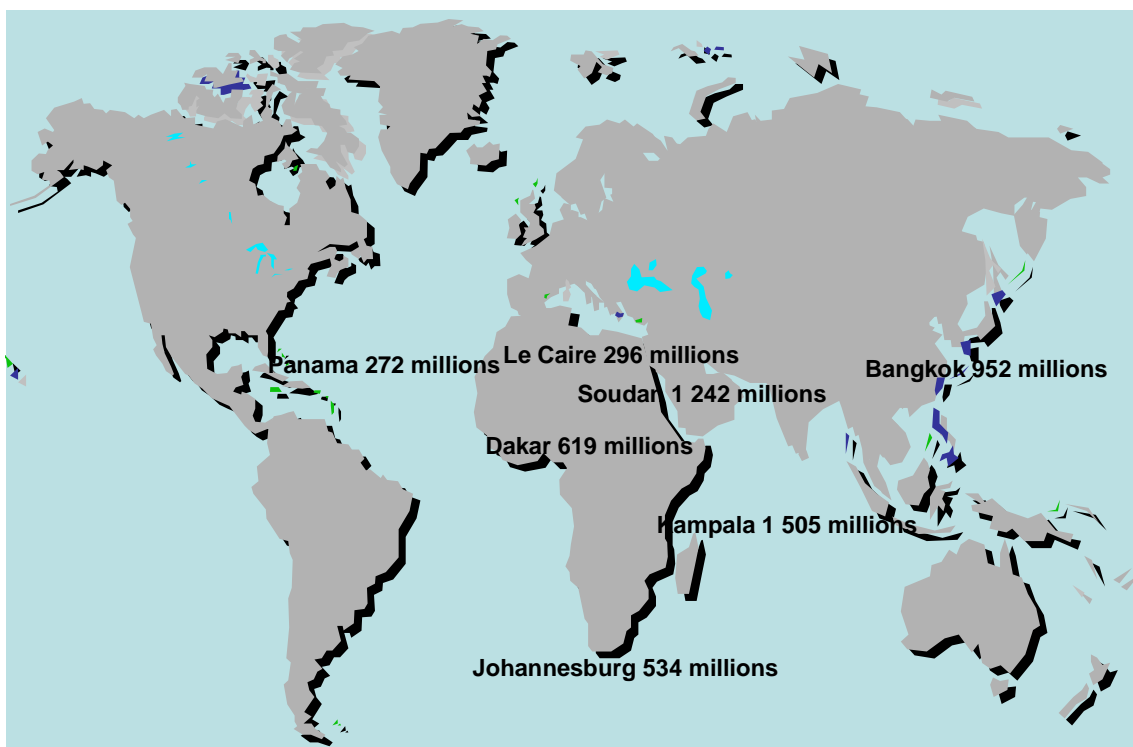 Le Caire 296 millions
Panama 272 millions
Bangkok 952 millions
Soudan 1 242 millions
Dakar 619 millions
Kampala 1 505 millions
Johannesburg 534 millions